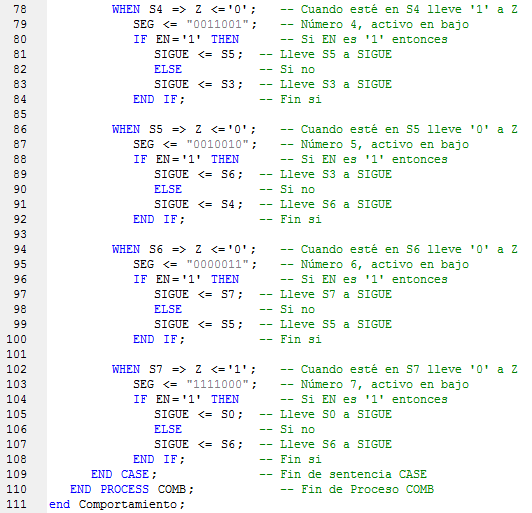 78 WHEN S4 => Z <='0'; -- Cuando esté en S4 lleve '1' a Z
79 SEG <= "0011001"; -- Número 4, activo en bajo
80 IF EN='1' THEN -- Si EN es '1' entonces
81 SIGUE <= S5; -- Lleve S5 a SIGUE
82 ELSE -- Si no
83 SIGUE <= S3; -- Lleve S3 a SIGUE
84 END IF; -- Fin si
85
86 WHEN S5 => Z <='0'; -- Cuando esté en S5 lleve '0' a Z
87 SEG <= "0010010"; -- Número 5, activo en bajo
88 IF EN='1' THEN -- Si EN es '1' entonces
89 SIGUE <= S6; -- Lleve S3 a SIGUE
90 ELSE -- Si no
91 SIGUE <= S4; -- Lleve S6 a SIGUE
92 END IF; -- Fin si
93
94 WHEN S6 => Z <='0'; -- Cuando esté en S6 lleve '0' a Z
95 SEG <= "0000011"; -- Número 6, activo en bajo
96 IF EN='1' THEN -- Si EN es '1' entonces
97 SIGUE <= S7; -- Lleve S7 a SIGUE
98 ELSE -- Si no
99 SIGUE <= S5; -- Lleve S5 a SIGUE
100 END IF; -- Fin si
101
102 WHEN S7 => Z <='1'; -- Cuando esté en S7 lleve '0' a Z
103 SEG <= "1111000"; -- Número 7, activo en bajo
104 IF EN='1' THEN -- Si EN es '1' entonces
105 SIGUE <= S0; -- Lleve S0 a SIGUE
106 ELSE -- Si no
107 SIGUE <= S6; -- Lleve S6 a SIGUE
108 END IF; -- Fin si
109 END CASE; -- Fin de sentencia CASE
110 END PROCESS COMB; -- Fin de Proceso COMB
111 end Comportamiento;